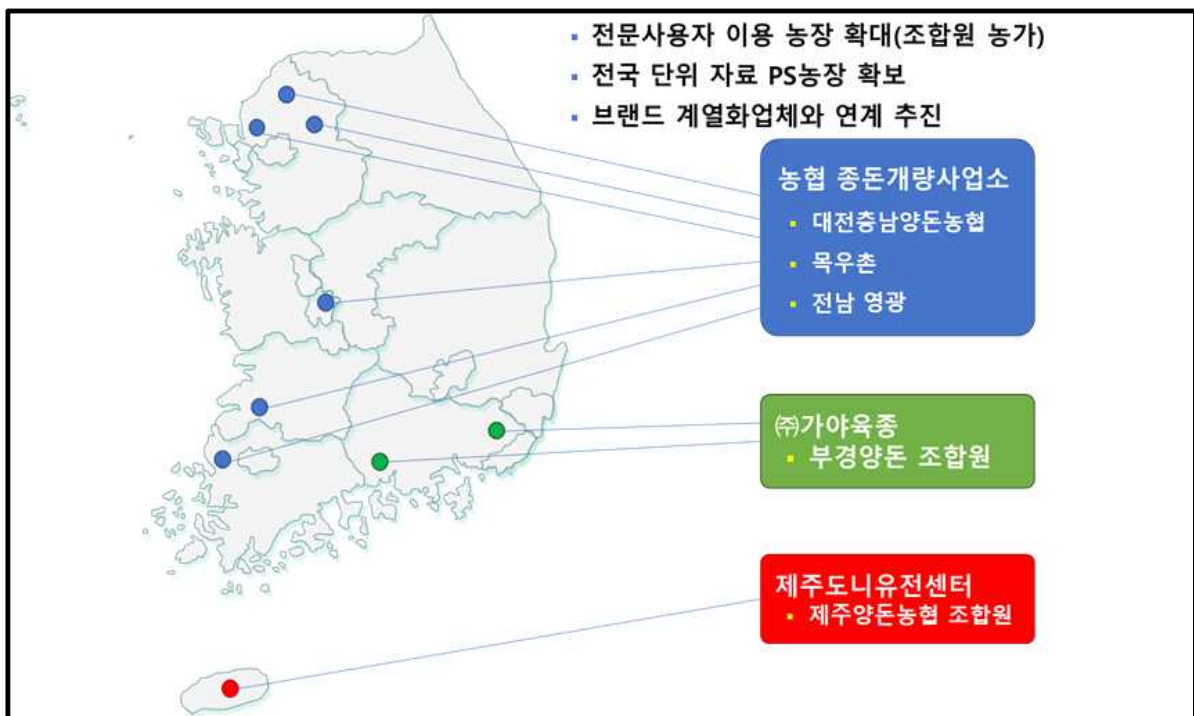 ▪ 전문사용자 이용 농장 확대(조합원 농가)
▪ 전국 단위 자료 PS농장 확보
▪ 브랜드 계열화업체와 연계 추진
농협 종돈개량사업소
▪ 대전충남양돈농협
▪ 목우촌
▪ 전남 영광
㈜가야육종
▪ 부경양돈 조합원
제주도니유전센터
▪ 제주양돈농협 조합원